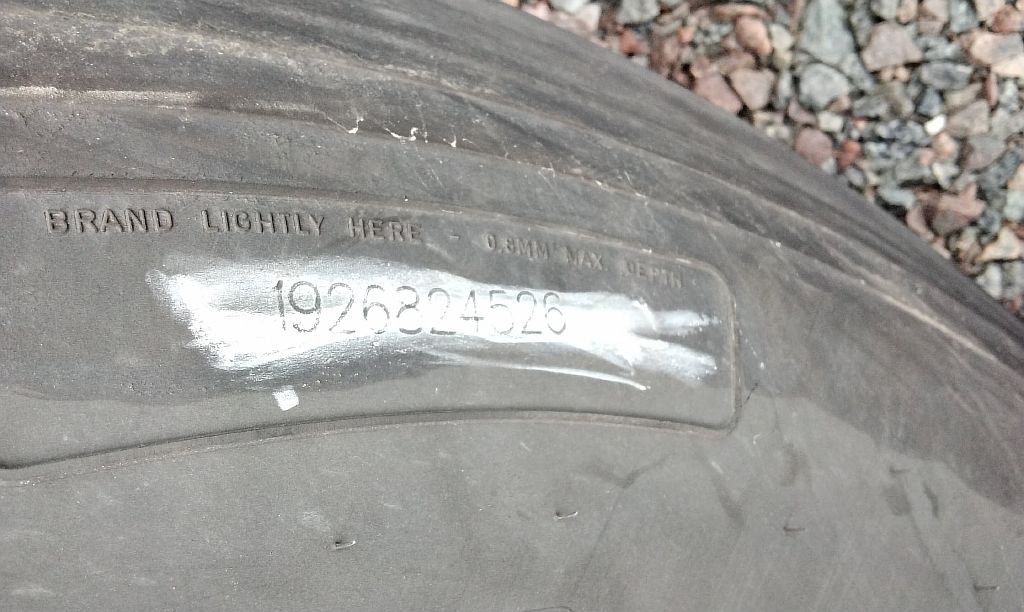 BRAND LIGHTLY HERE - 0.8MM MAX. DEPTH
1926824526